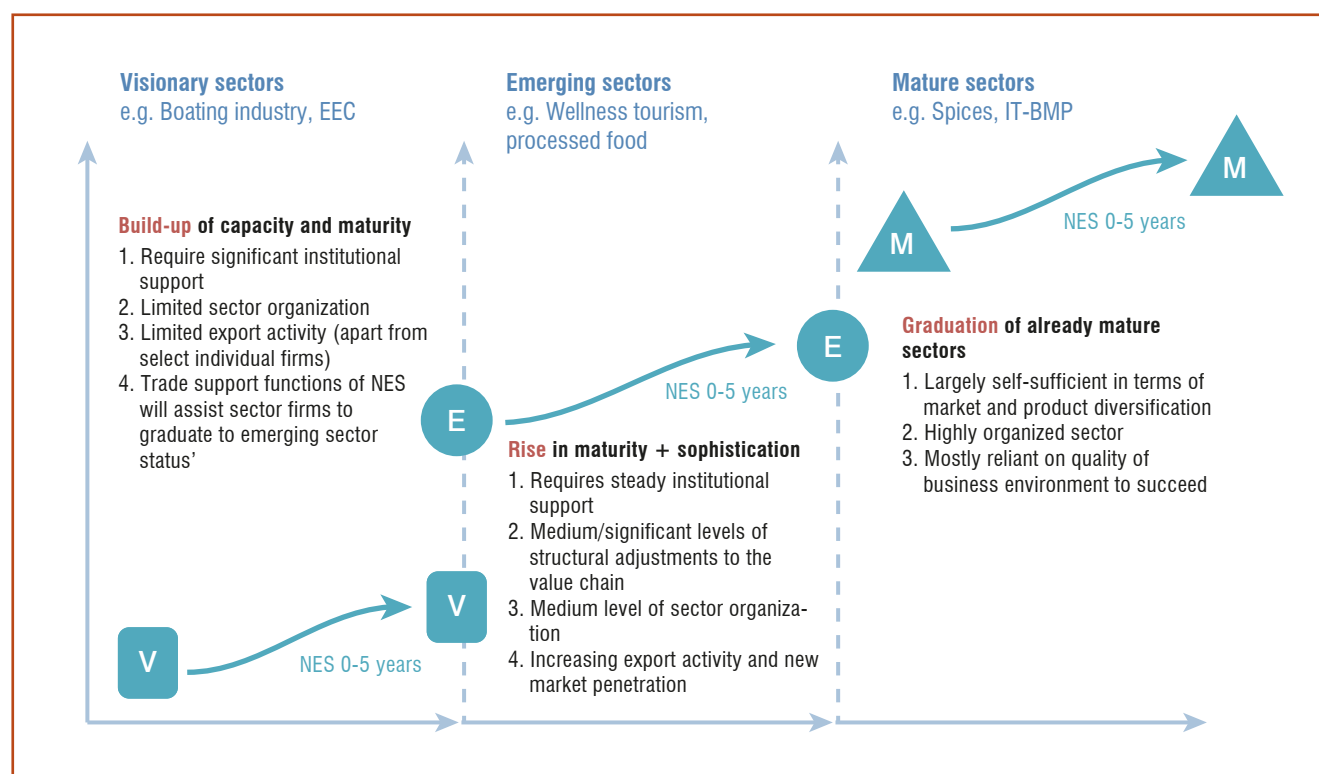 Visionary sectors
e.g. Boating industry, EEC
Build-up of capacity and maturity
1. Require significant institutional
support
2. Limited sector organization
3. Limited export activity (apart from
select individual firms)
4. Trade support functions of NES
will assist sector firms to
graduate to emerging sector
status’
V
NES 0-5 years
V
Emerging sectors
e.g. Wellness tourism,
processed food
E
NES 0-5 years
E
Rise in maturity + sophistication
1. Requires steady institutional
support
2. Medium/significant levels of
structural adjustments to the
value chain
3. Medium level of sector organiza-
tion
4. Increasing export activity and new
market penetration
Mature sectors
e.g. Spices, IT-BMP
M
NES 0-5 years
M
Graduation of already mature
sectors
1. Largely self-sufficient in terms of
market and product diversification
2. Highly organized sector
3. Mostly reliant on quality of
business environment to succeed